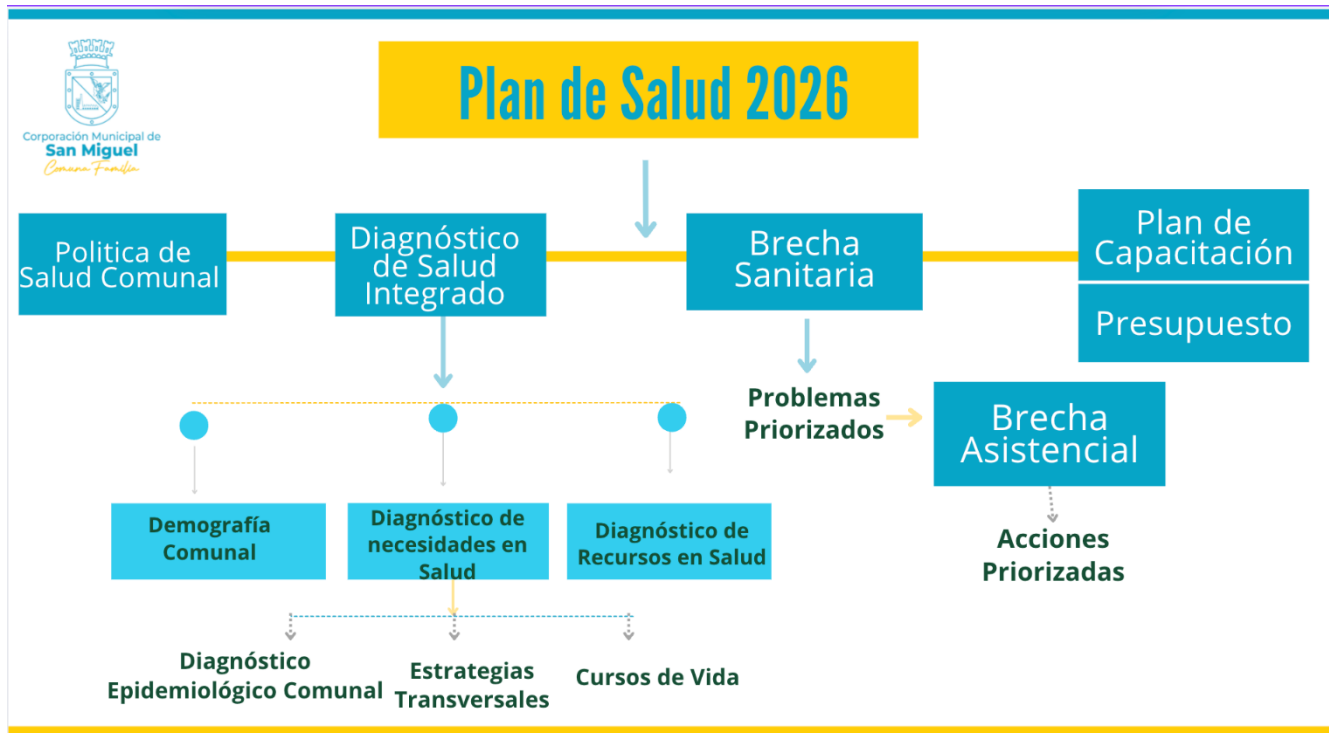 Corporación Municipal de
San Miguel
Comuna Familia
Plan de Salud 2026
Politica de
Salud Comunal
Diagnóstico
de Salud
Integrado
Brecha
Sanitaria
Plan de
Capacitación
Presupuesto
Problemas
Priorizados
Brecha
Asistencial
Acciones
Priorizadas
Demografía
Comunal
Diagnóstico de
necesidades en
Salud
Diagnóstico de
Recursos en Salud
Diagnóstico
Epidemiológico Comunal
Estrategias
Transversales
Cursos de Vida